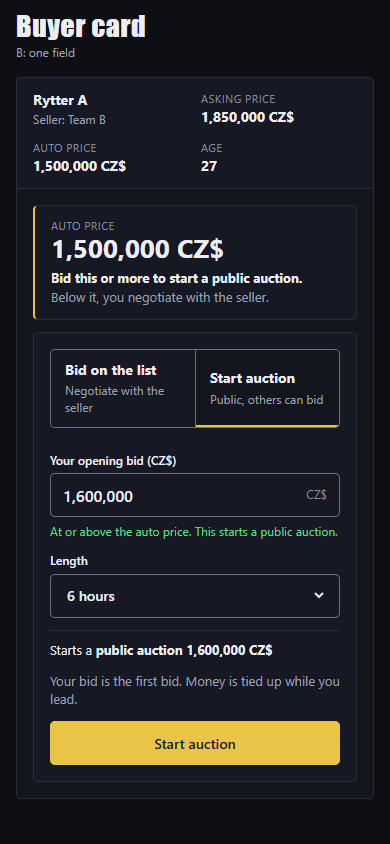 Buyer card
B: one field
Rytter A
Seller: Team B
ASKING PRICE
1,850,000 CZ$
AUTO PRICE
1,500,000 CZ$
AGE
27
AUTO PRICE
1,500,000 CZ$
Bid this or more to start a public auction.
Below it, you negotiate with the seller.
Bid on the list
Negotiate with the
seller
Start auction
Public, others can bid
Your opening bid (CZ$)
1,600,000
CZ$
At or above the auto price. This starts a public auction.
Length
6 hours
Starts a public auction 1,600,000 CZ$
Your bid is the first bid. Money is tied up while you
lead.
Start auction